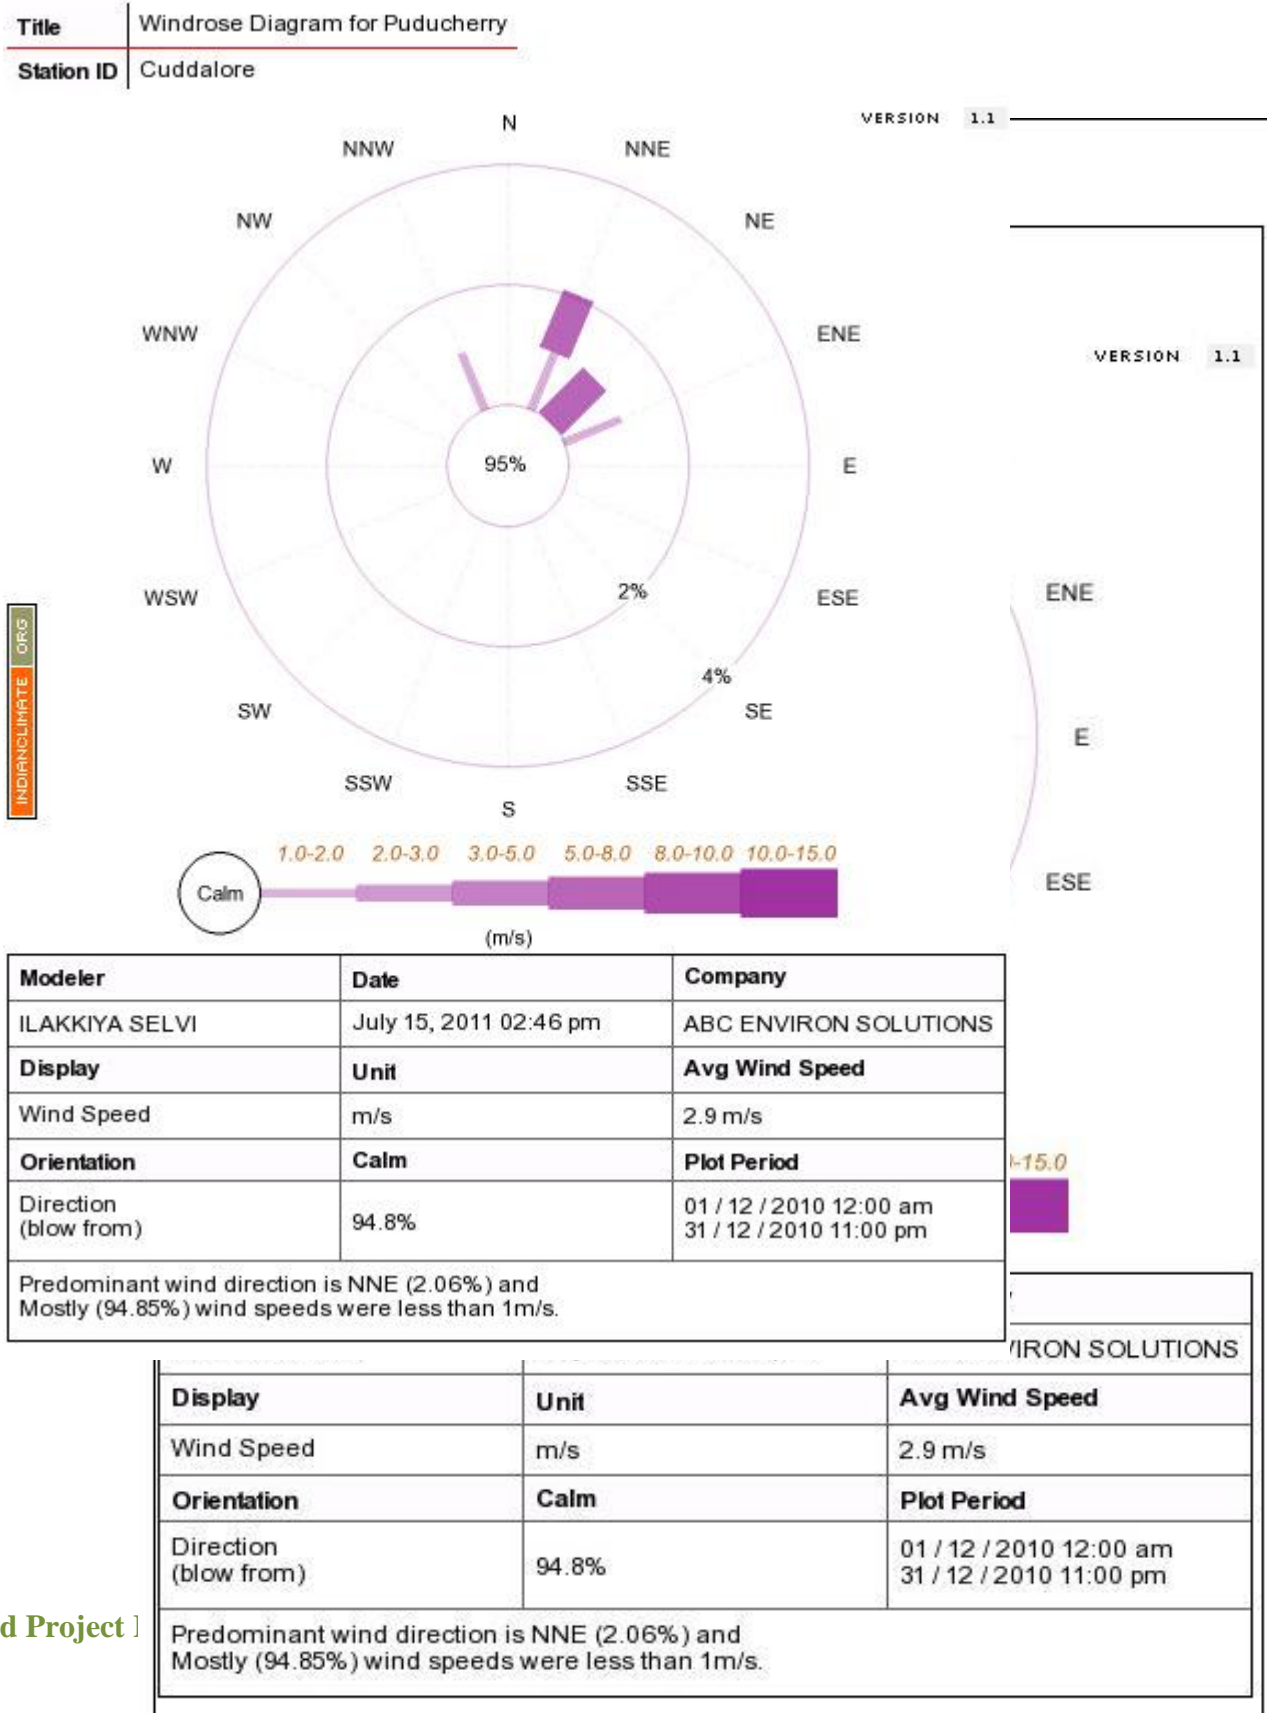 Title Windrose Diagram for Puducherry
Station ID Cuddalore
VERSION 1.1
N
NNW NNE
NW NE
WNW ENE
VERSION 1.1
W 95% E
2%
WSW ESE
ENE
4%
SW SE
E
SSW SSE
S
INDIANCLIMATE ORG
1.0-2.0 2.0-3.0 3.0-5.0 5.0-8.0 8.0-10.0 10.0-15.0
Calm
ESE
(m/s)
Modeler Date Company
ILAKKIYA SELVI July 15, 2011 02:46 pm ABC ENVIRON SOLUTIONS
Display Unit Avg Wind Speed
Wind Speed m/s 2.9 m/s
Orientation Calm Plot Period
-15.0
Direction
(blow from) 94.8% 01 / 12 / 2010 12:00 am
31 / 12 / 2010 11:00 pm
Predominant wind direction is NNE (2.06%) and
Mostly (94.85%) wind speeds were less than 1m/s.
VIRON SOLUTIONS
Display Unit Avg Wind Speed
Wind Speed m/s 2.9 m/s
Orientation Calm Plot Period
Direction
(blow from) 94.8% 01 / 12 / 2010 12:00 am
31 / 12 / 2010 11:00 pm
d Project
Predominant wind direction is NNE (2.06%) and
Mostly (94.85%) wind speeds were less than 1m/s.